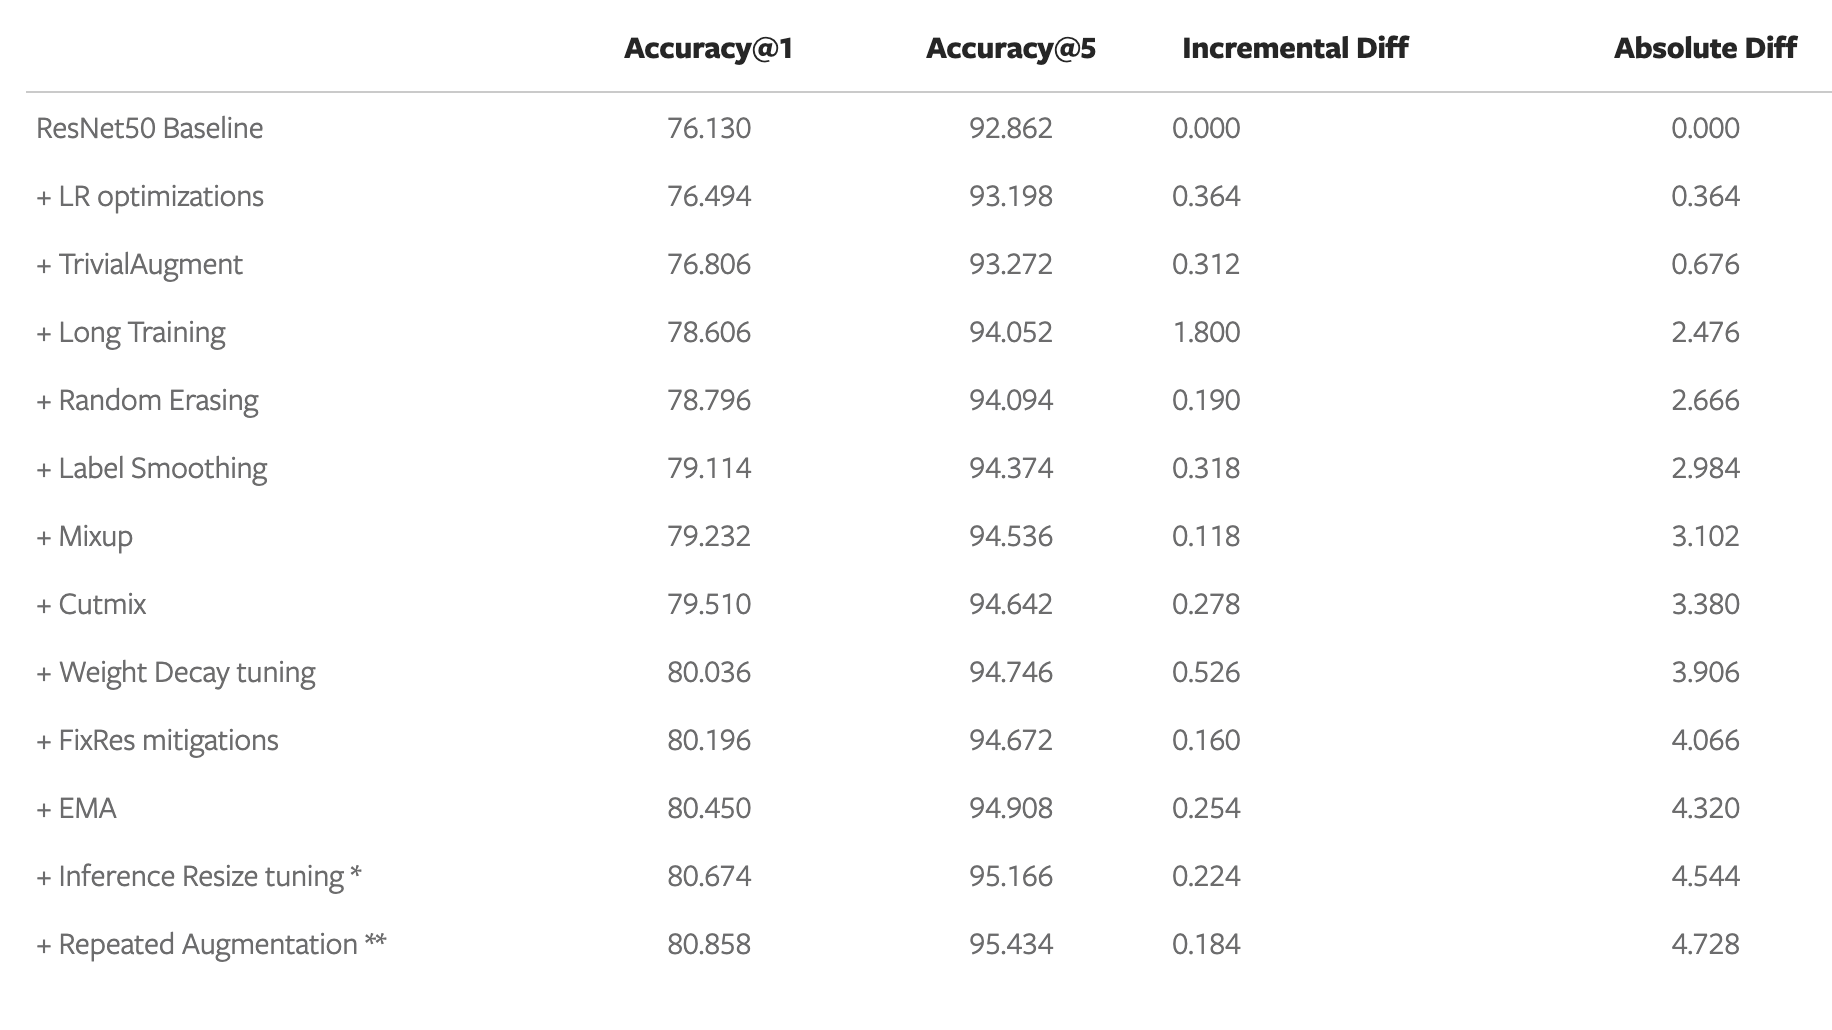 Accuracy@1 Accuracy@5 Incremental Diff Absolute Diff
ResNet50 Baseline 76.130 92.862 0.000 0.000
+ LR optimizations 76.494 93.198 0.364 0.364
+ TrivialAugment 76.806 93.272 0.312 0.676
+ Long Training 78.606 94.052 1.800 2.476
+ Random Erasing 78.796 94.094 0.190 2.666
+ Label Smoothing 79.114 94.374 0.318 2.984
+ Mixup 79.232 94.536 0.118 3.102
+ Cutmix 79.510 94.642 0.278 3.380
+ Weight Decay tuning 80.036 94.746 0.526 3.906
+ FixRes mitigations 80.196 94.672 0.160 4.066
+ EMA 80.450 94.908 0.254 4.320
+ Inference Resize tuning * 80.674 95.166 0.224 4.544
+ Repeated Augmentation ** 80.858 95.434 0.184 4.728